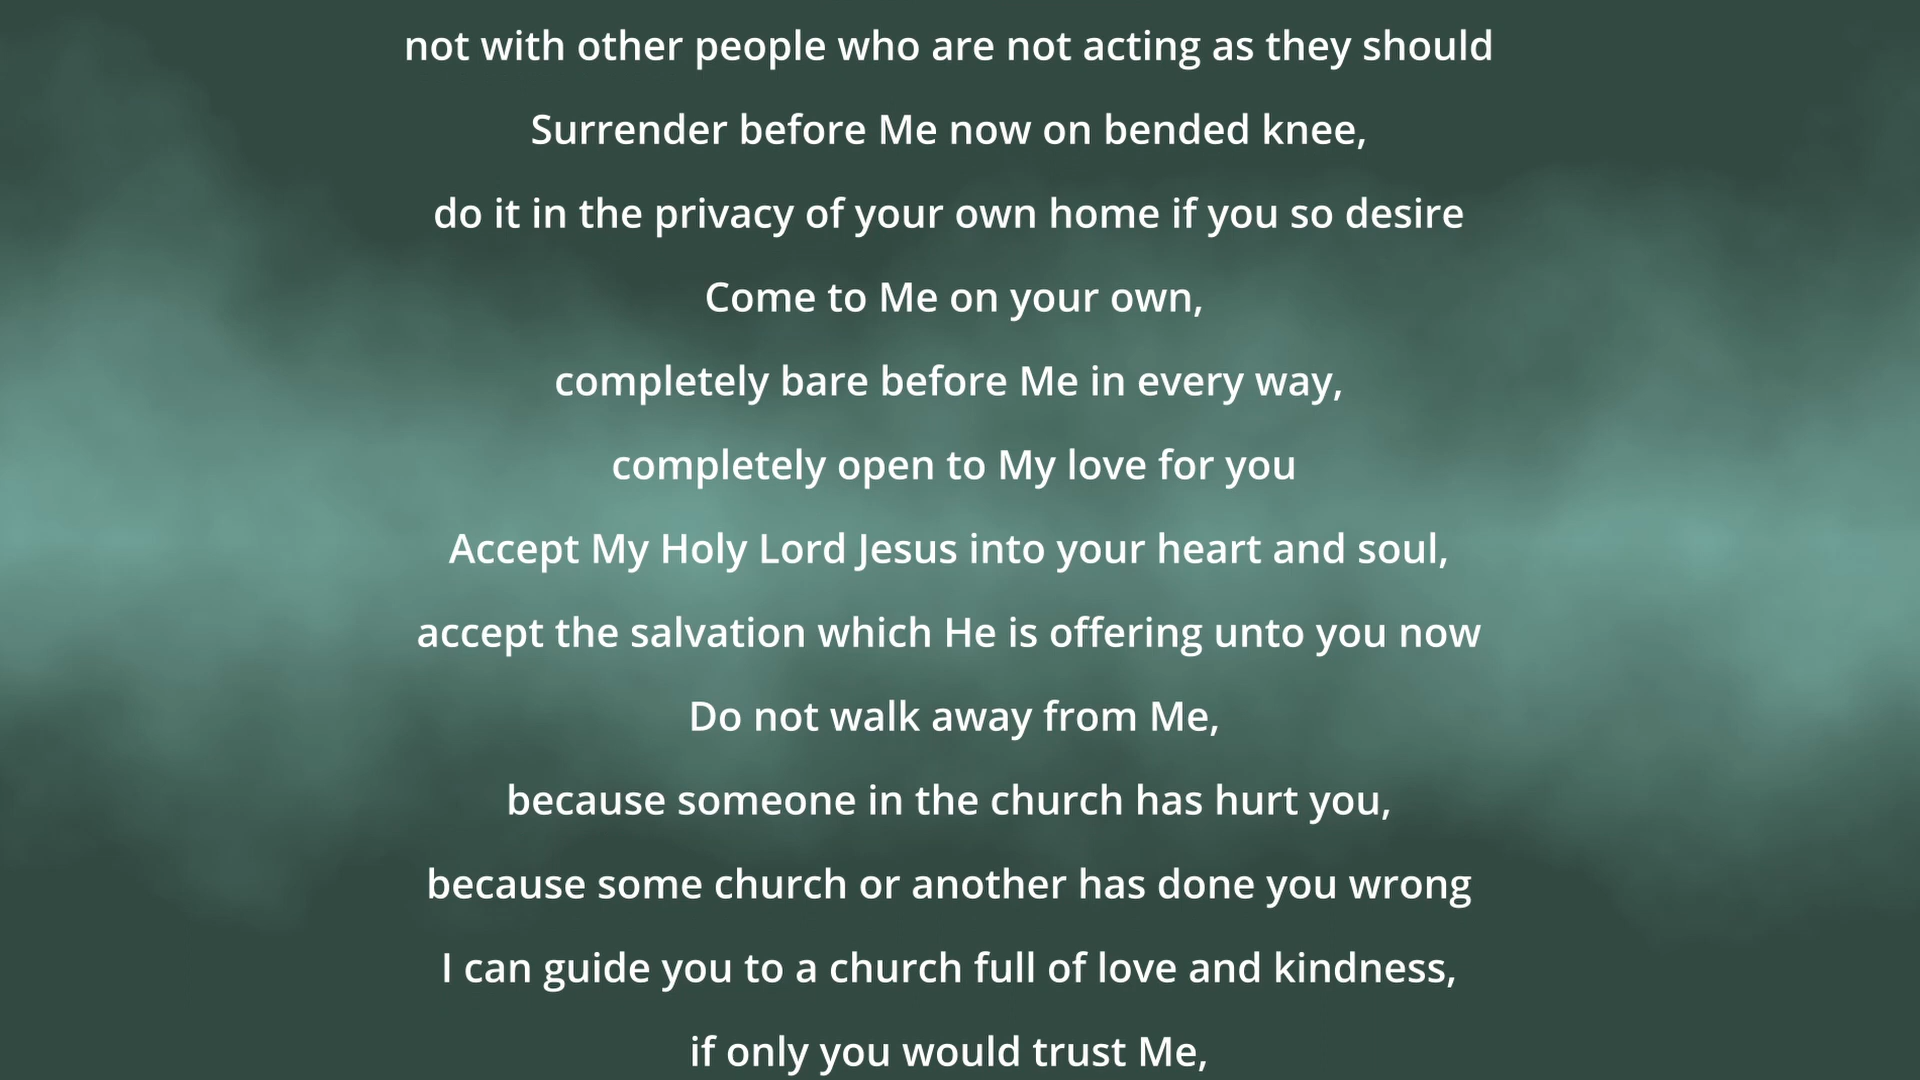 not with other people who are not acting as they should
Surrender before Me now on bended knee,
do it in the privacy of your own home if you so desire
Come to Me on your own,
completely bare before Me in every way,
completely open to My love for you
Accept My Holy Lord Jesus into your heart and soul,
accept the salvation which He is offering unto you now
Do not walk away from Me,
because someone in the church has hurt you,
because some church or another has done you wrong
I can guide you to a church full of love and kindness,
if only you would trust Me,